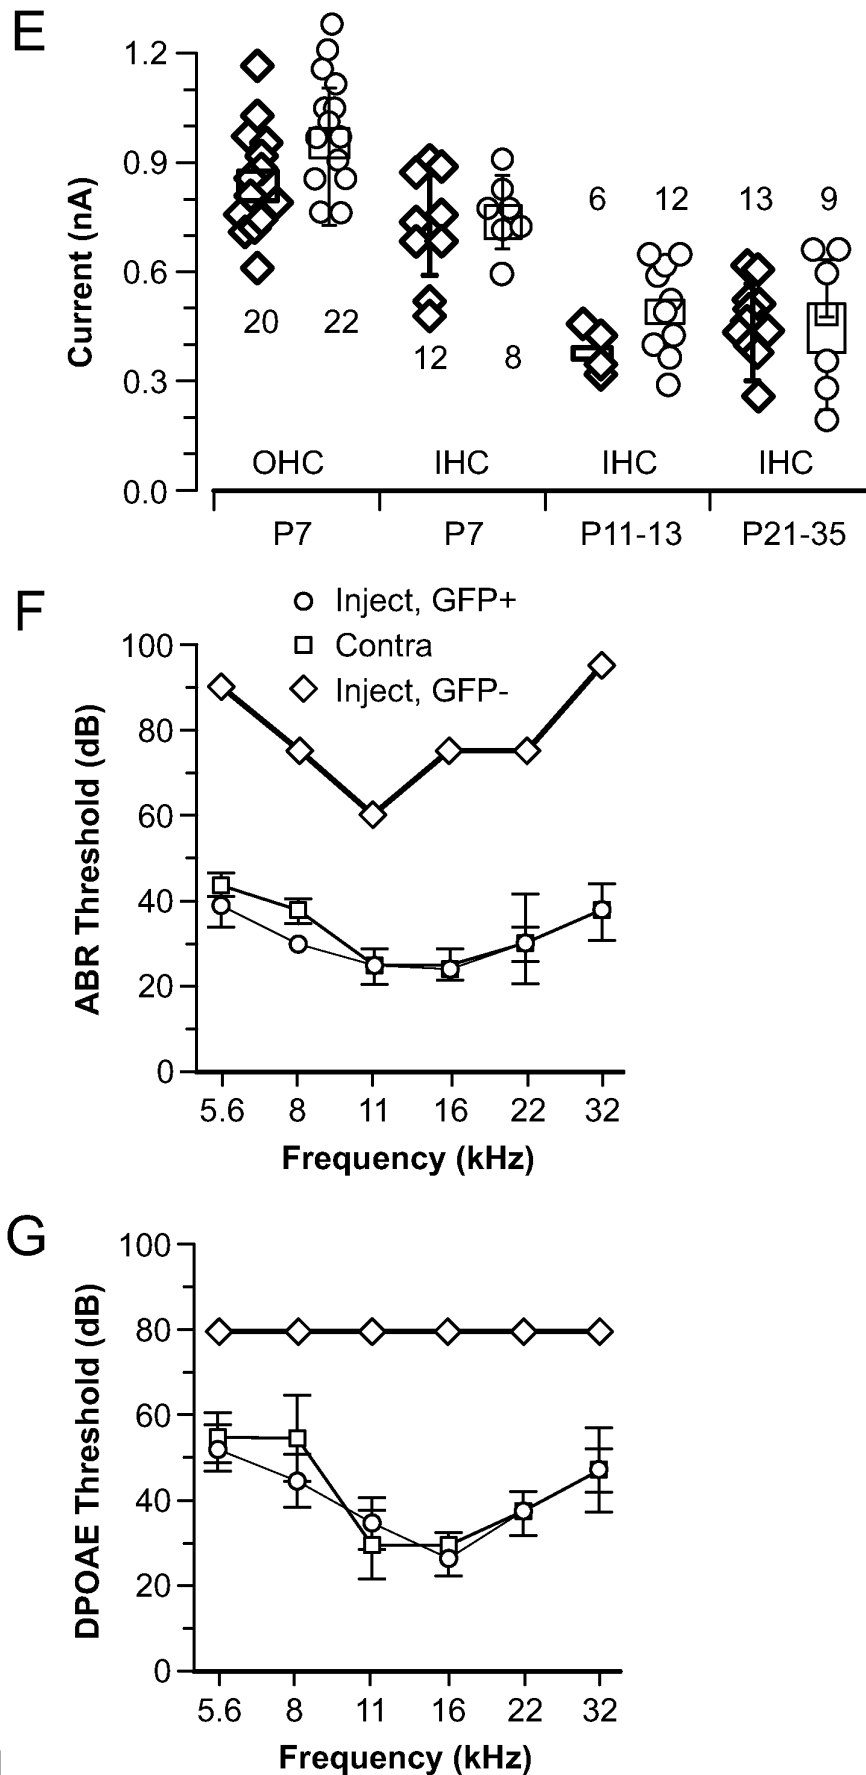 E
1.2
0.9
0.6
0.3
0.0
Current (nA)
6 12 13 9
20 22
12 8
OHC IHC IHC IHC
P7 P7 P11-13 P21-35
F
Inject, GFP+
Contra
Inject, GFP-
100
80
60
40
20
0
ABR Threshold (dB)
5.6 8 11 16 22 32
Frequency (kHz)
G
100
80
60
40
20
0
DPOAE Threshold (dB)
5.6 8 11 16 22 32
Frequency (kHz)